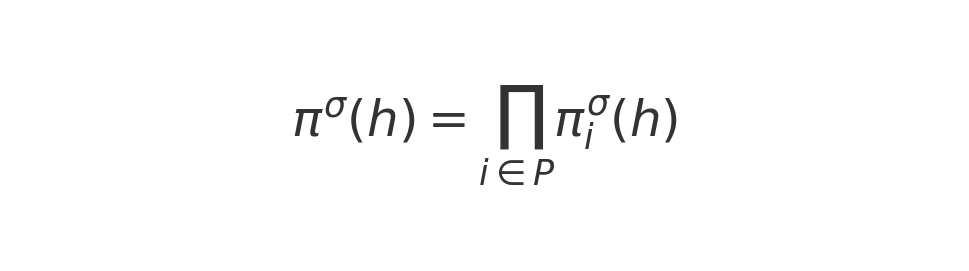 π^σ(h) = ∏_{i∈P} π_i^σ(h)